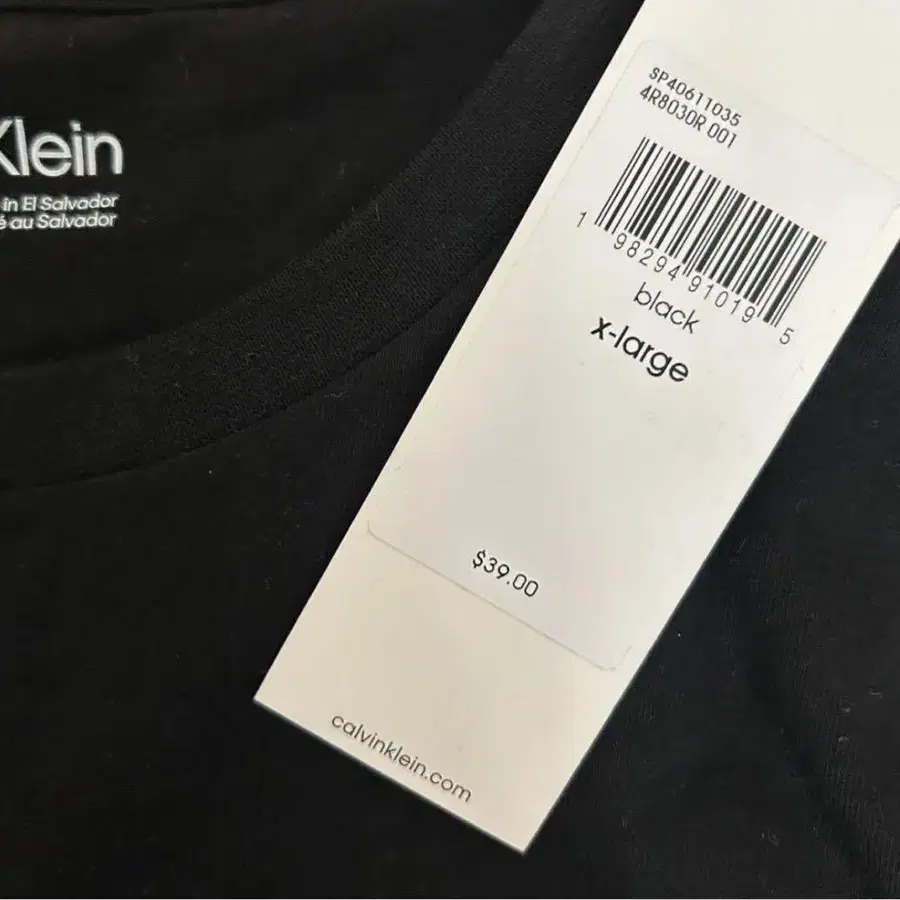 Klein
in El Salvador
é au Salvador
SP40611035
4R8030R 001
1 98294 91019 5
black
x-large
$39.00
calvinklein.com